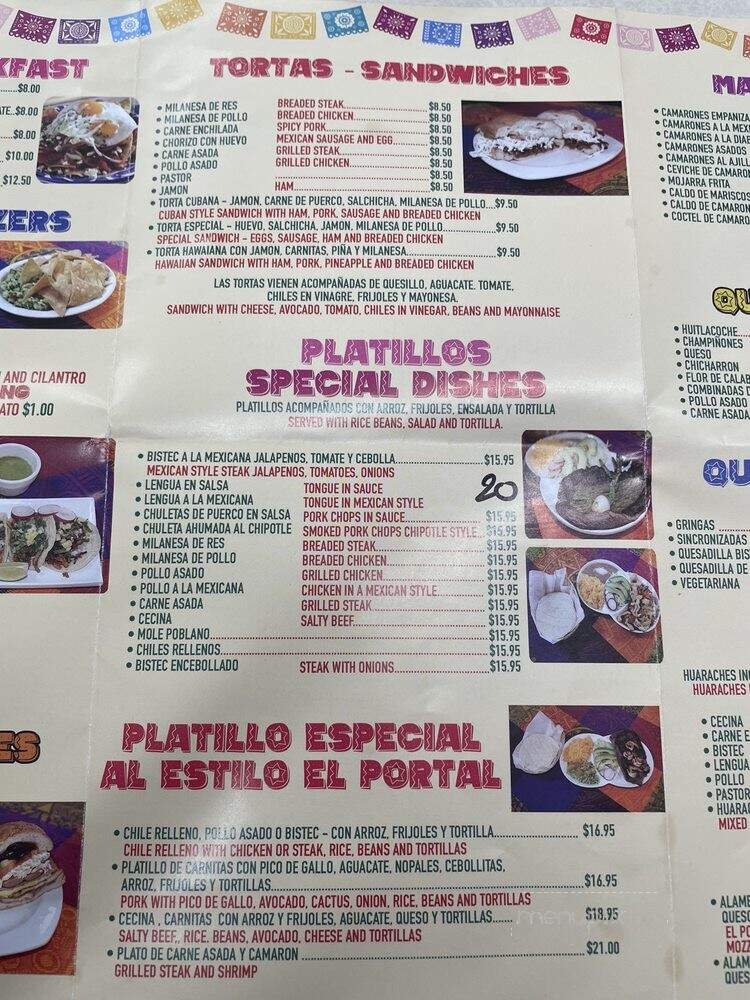 KFAST
$8.00
ATE..$8.00
$8.00
$10.00
$12.50
ZERS
AND CILANTRO
NG
ATO $1.00
ES
TORTAS - SANDWICHES
• MILANESA DE RES BREADED STEAK $8.50
• MILANESA DE POLLO BREADED CHICKEN $8.50
• CARNE ENCHILADA SPICY PORK $8.50
• CHORIZO CON HUEVO MEXICAN SAUSAGE AND EGG $8.50
• CARNE ASADA GRILLED STEAK $8.50
• POLLO ASADO GRILLED CHICKEN $8.50
• PASTOR $8.50
• JAMON HAM $8.50
• TORTA CUBANA - JAMON, CARNE DE PUERCO, SALCHICHA, MILANESA DE POLLO....$9.50
CUBAN STYLE SANDWICH WITH HAM, PORK, SAUSAGE AND BREADED CHICKEN
• TORTA ESPECIAL - HUEVO, SALCHICHA, JAMON, MILANESA DE POLLO $9.50
SPECIAL SANDWICH - EGGS, SAUSAGE, HAM AND BREADED CHICKEN
• TORTA HAWAIANA CON JAMON, CARNITAS, PIÑA Y MILANESA $9.50
HAWAIIAN SANDWICH WITH HAM, PORK, PINEAPPLE AND BREADED CHICKEN
LAS TORTAS VIENEN ACOMPAÑADAS DE QUESILLO, AGUACATE, TOMATE,
CHILES EN VINAGRE, FRIJOLES Y MAYONESA.
SANDWICH WITH CHEESE, AVOCADO, TOMATO, CHILES IN VINEGAR, BEANS AND MAYONNAISE
PLATILLOS
SPECIAL DISHES
PLATILLOS ACOMPAÑADOS CON ARROZ, FRIJOLES, ENSALADA Y TORTILLA
SERVED WITH RICE BEANS, SALAD AND TORTILLA.
• BISTEC A LA MEXICANA JALAPENOS, TOMATE Y CEBOLLA $15.95
MEXICAN STYLE STEAK JALAPENOS, TOMATOES, ONIONS
• LENGUA EN SALSA TONGUE IN SAUCE 20
• LENGUA A LA MEXICANA TONGUE IN MEXICAN STYLE
• CHULETAS DE PUERCO EN SALSA PORK CHOPS IN SAUCE $15.95
• CHULETA AHUMADA AL CHIPOTLE SMOKED PORK CHOPS CHIPOTLE STYLE $15.95
• MILANESA DE RES BREADED STEAK $15.95
• MILANESA DE POLLO BREADED CHICKEN $15.95
• POLLO ASADO GRILLED CHICKEN $15.95
• POLLO A LA MEXICANA CHICKEN IN A MEXICAN STYLE $15.95
• CARNE ASADA GRILLED STEAK $15.95
• CECINA SALTY BEEF $15.95
• MOLE POBLANO $15.95
• CHILES RELLENOS $15.95
• BISTEC ENCEBOLLADO STEAK WITH ONIONS $15.95
PLATILLO ESPECIAL
AL ESTILO EL PORTAL
• CHILE RELLENO, POLLO ASADO O BISTEC - CON ARROZ, FRIJOLES Y TORTILLA $16.95
CHILE RELLENO WITH CHICKEN OR STEAK, RICE, BEANS AND TORTILLAS
• PLATILLO DE CARNITAS CON PICO DE GALLO, AGUACATE, NOPALES, CEBOLLITAS,
ARROZ, FRIJOLES Y TORTILLAS $16.95
PORK WITH PICO DE GALLO, AVOCADO, CACTUS, ONION, RICE, BEANS AND TORTILLAS
• CECINA , CARNITAS CON ARROZ Y FRIJOLES, AGUACATE, QUESO Y TORTILLAS....... $18.95
SALTY BEEF,, RICE. BEANS, AVOCADO, CHEESE AND TORTILLAS
• PLATO DE CARNE ASADA Y CAMARON $21.00
GRILLED STEAK AND SHRIMP
MA
• CAMARONES EMPANIZA
• CAMARONES A LA MEX
• CAMARONES A LA DIAB
• CAMARONES ASADOS
• CAMARONES AL AJILL
• CEVICHE DE CAMARON
• MOJARRA FRITA
• CALDO DE MARISCOS
• CALDO DE CAMARON
• COCTEL DE CAMARO
QU
• HUITLACOCHE
• CHAMPIÑONES
• QUESO
• CHICHARRON
• FLOR DE CALAB
• COMBINADAS D
• POLLO ASADO
• CARNE ASADA
QU
• GRINGAS
• SINCRONIZADAS
• QUESADILLA BIS
• QUESADILLA DE
• VEGETARIANA
HUARACHES IN
HUARACHES
• CECINA
• CARNE E
• BISTEC
• LENGUA
• POLLO
• PASTOR
• HUARA
MIXED
• ALAMB
QUESO
EL PO
MOZZ
• ALAM
QUES